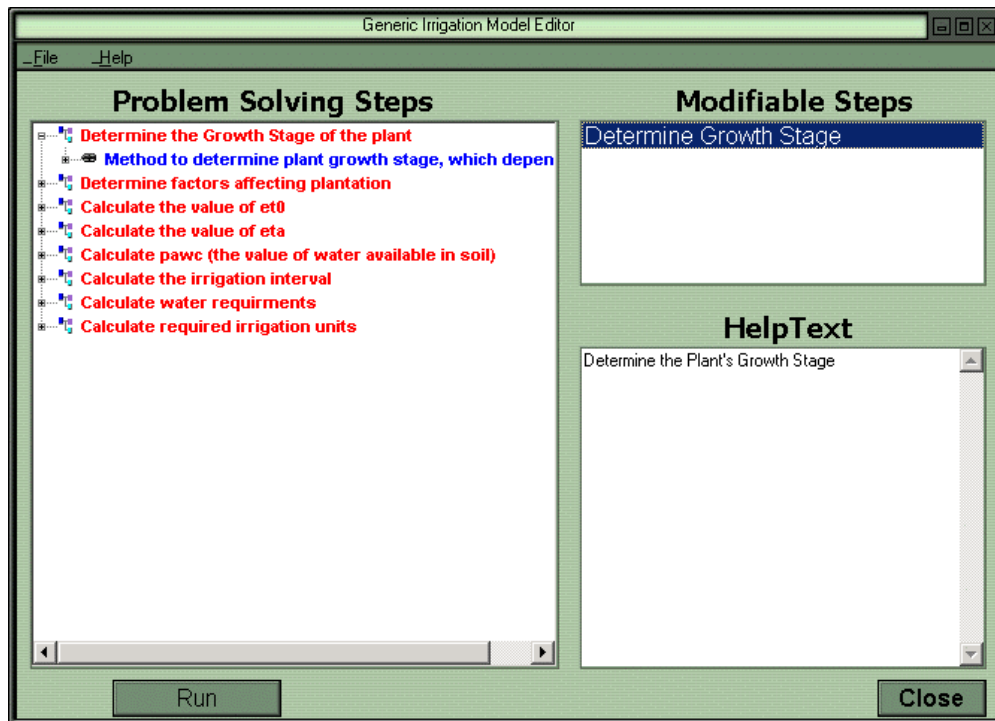 Generic Irrigation Model Editor
_File _Help
Problem Solving Steps
Determine the Growth Stage of the plant
Method to determine plant growth stage, which depen
Determine factors affecting plantation
Calculate the value of et0
Calculate the value of eta
Calculate pawc (the value of water available in soil)
Calculate the irrigation interval
Calculate water requirments
Calculate required irrigation units
Modifiable Steps
Determine Growth Stage
HelpText
Determine the Plant's Growth Stage
Run
Close